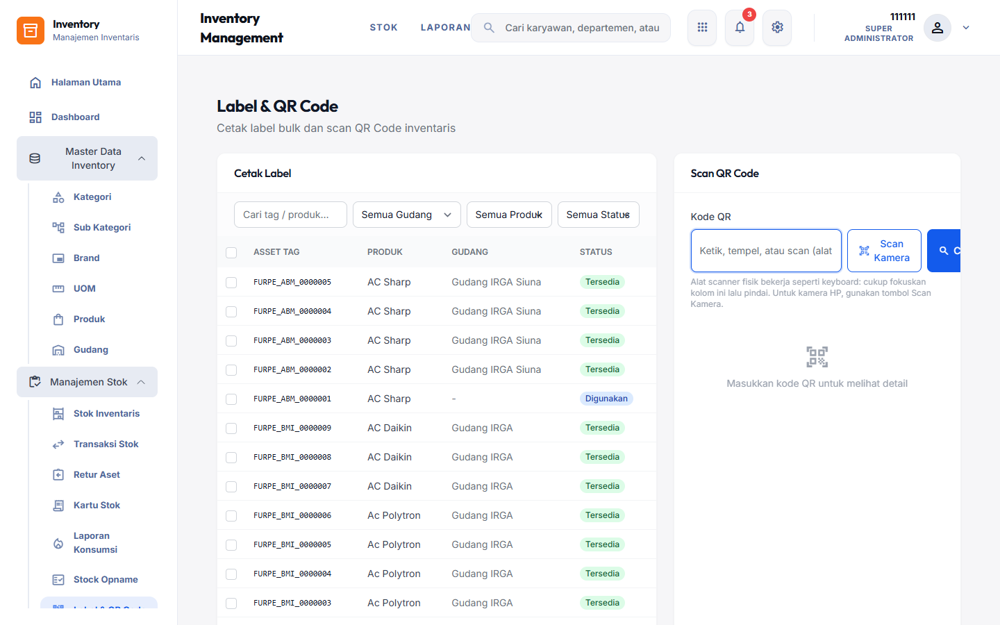 Inventory
Manajemen Inventaris
Halaman Utama
Dashboard
Master Data
Inventory
Kategori
Sub Kategori
Brand
UOM
Produk
Gudang
Manajemen Stok
Stok Inventaris
Transaksi Stok
Retur Aset
Kartu Stok
Laporan
Konsumsi
Stock Opname
Inventory
Management
STOK
LAPORAN
Cari karyawan, departemen, atau
3
111111
SUPER
ADMINISTRATOR
Label & QR Code
Cetak label bulk dan scan QR Code inventaris
Cetak Label
Cari tag / produk...
Semua Gudang
Semua Produk
Semua Status
ASSET TAG PRODUK GUDANG STATUS
FURPE_ABM_0000005 AC Sharp Gudang IRGA Siuna Tersedia
FURPE_ABM_0000004 AC Sharp Gudang IRGA Siuna Tersedia
FURPE_ABM_0000003 AC Sharp Gudang IRGA Siuna Tersedia
FURPE_ABM_0000002 AC Sharp Gudang IRGA Siuna Tersedia
FURPE_ABM_0000001 AC Sharp - Digunakan
FURPE_BMI_0000009 AC Daikin Gudang IRGA Tersedia
FURPE_BMI_0000008 AC Daikin Gudang IRGA Tersedia
FURPE_BMI_0000007 AC Daikin Gudang IRGA Tersedia
FURPE_BMI_0000006 Ac Polytron Gudang IRGA Tersedia
FURPE_BMI_0000005 Ac Polytron Gudang IRGA Tersedia
FURPE_BMI_0000004 Ac Polytron Gudang IRGA Tersedia
FURPE_BMI_0000003 Ac Polytron Gudang IRGA Tersedia
Scan QR Code
Kode QR
Ketik, tempel, atau scan (alat
Scan
Kamera
Alat scanner fisik bekerja seperti keyboard: cukup fokuskan
kolom ini lalu pindai. Untuk kamera HP, gunakan tombol Scan
Kamera.
Masukkan kode QR untuk melihat detail